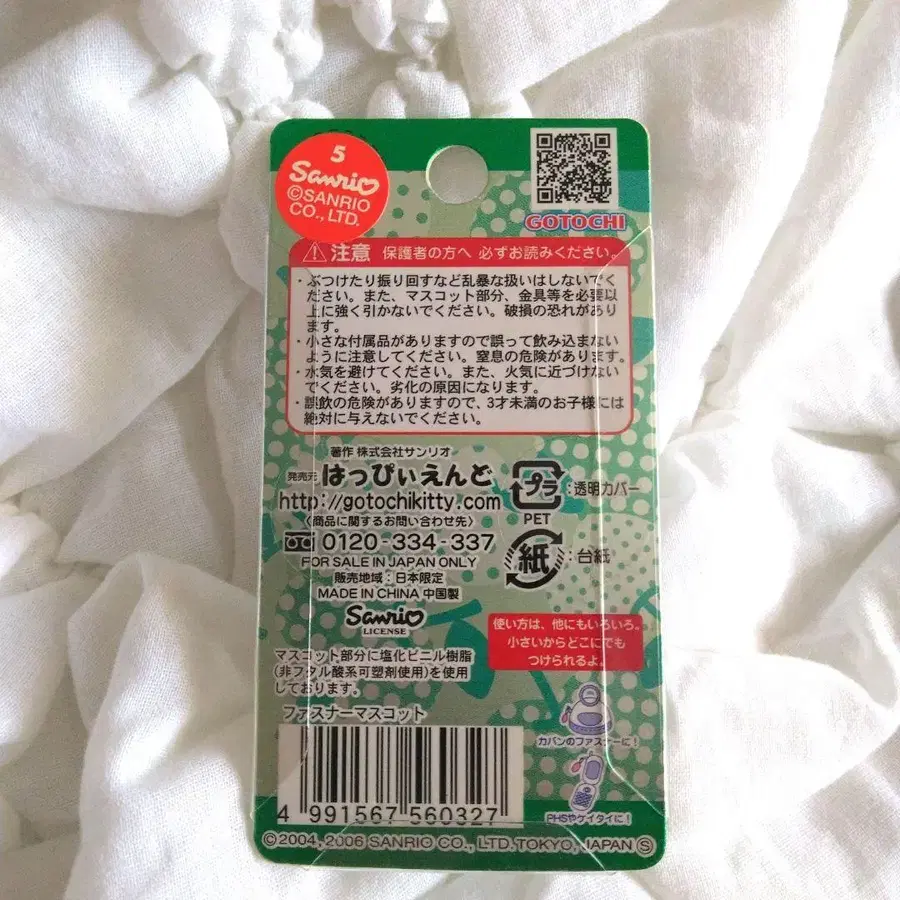 5
Sanrio
©SANRIO
CO., LTD.
GOTOCHI
注意 保護者の方へ 必ずお読みください。
・ぶつけたり振り回すなど乱暴な扱いはしないでく
ださい。また、マスコット部分、金具等を必要以
上に強く引かないでください。破損の恐れがあり
ます。
・小さな付属品がありますので誤って飲み込まない
ように注意してください。窒息の危険があります。
・水気を避けてください。また、火気に近づけない
でください。劣化の原因になります。
・誤飲の危険がありますので、3才未満のお子様には
絶対に与えないでください。
著作 株式会社サンリオ
発売元 はっぴぃえんど
http://gotochikitty.com
〈商品に関するお問い合わせ先〉
0120-334-337
FOR SALE IN JAPAN ONLY
販売地域：日本限定
MADE IN CHINA 中国製
Sanrio
LICENSE
プラ :透明カバー
PET
紙 :台紙
使い方は、他にもいろいろ。
小さいからどこにでも
つけられるよ。
マスコット部分に塩化ビニル樹脂
(非フタル酸系可塑剤使用)を使用
しております。
ファスナーマスコット
カバンのファスナーに!
PHSやケイタイに!
4 991567 560327
©2004, 2006 SANRIO CO., LTD. TOKYO, JAPAN Ⓢ